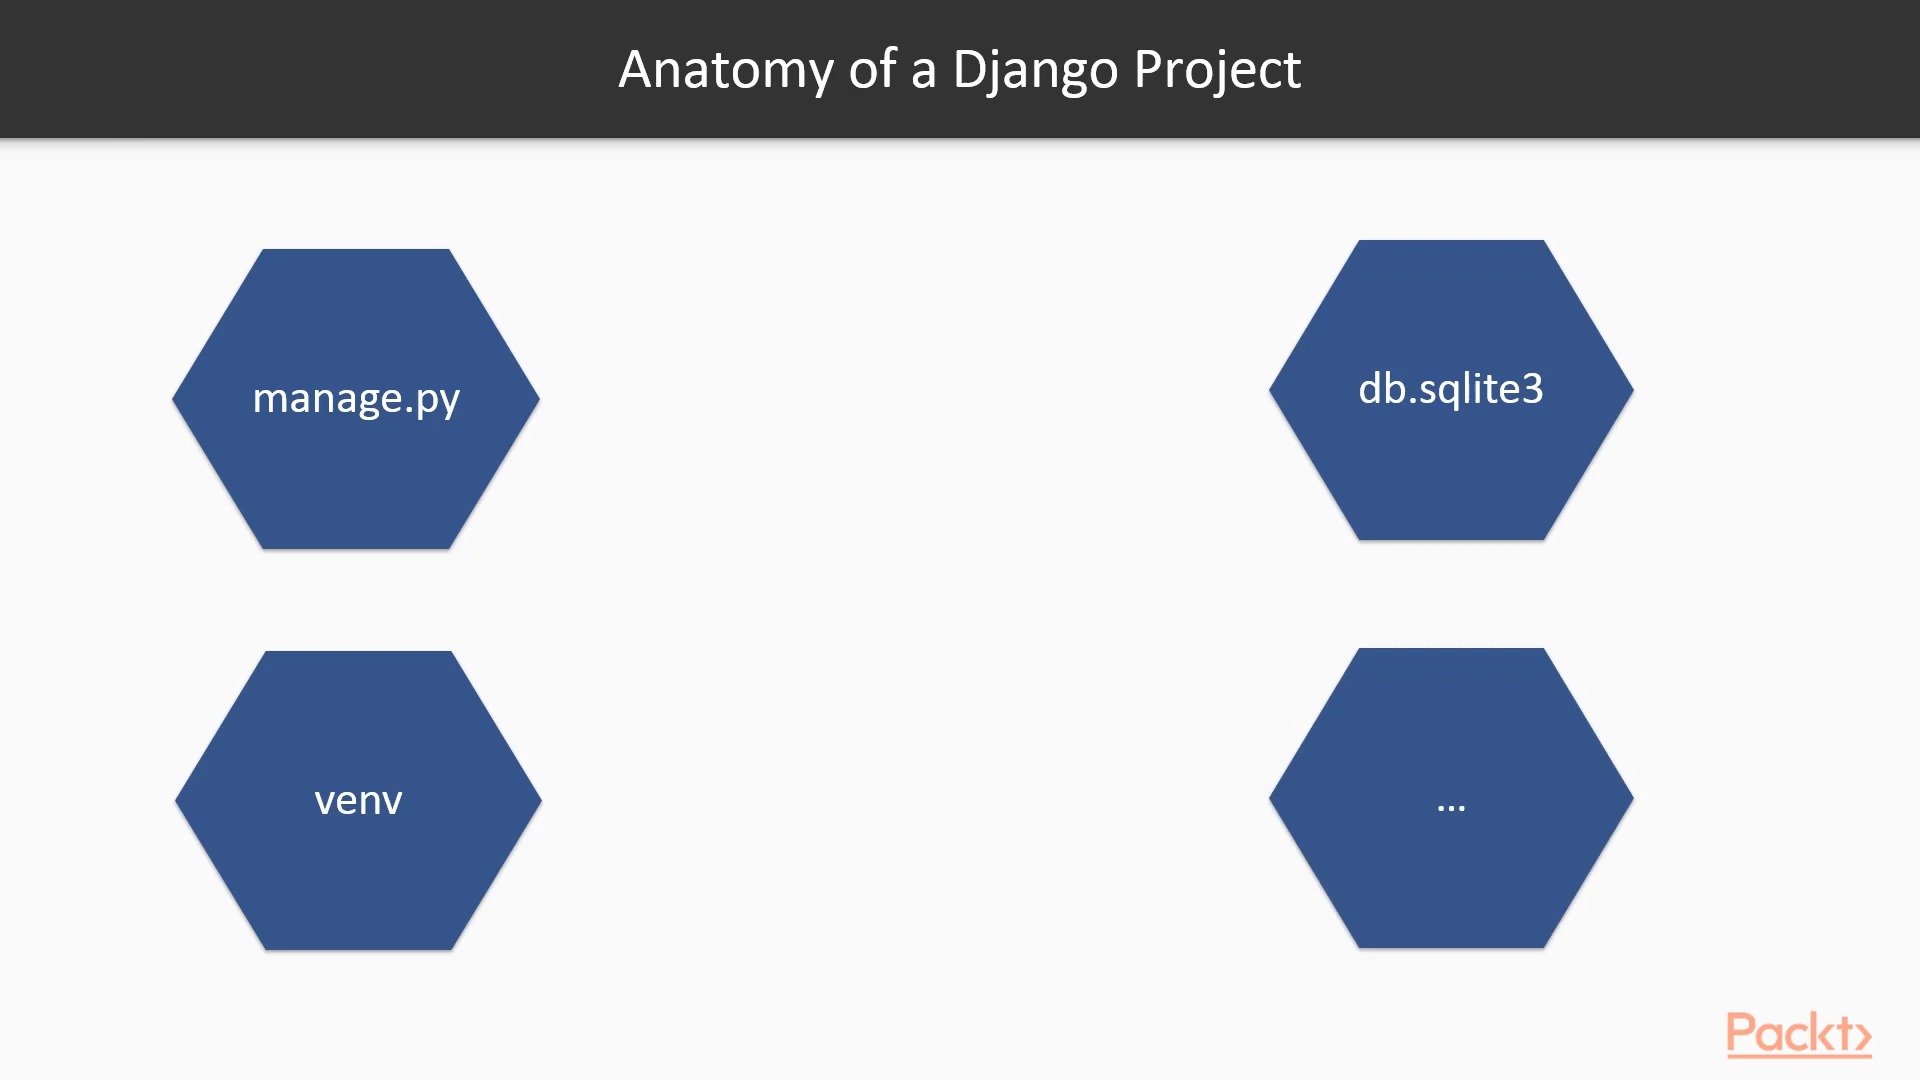 Anatomy of a Django Project
manage.py
db.sqlite3
venv
...
Packt>